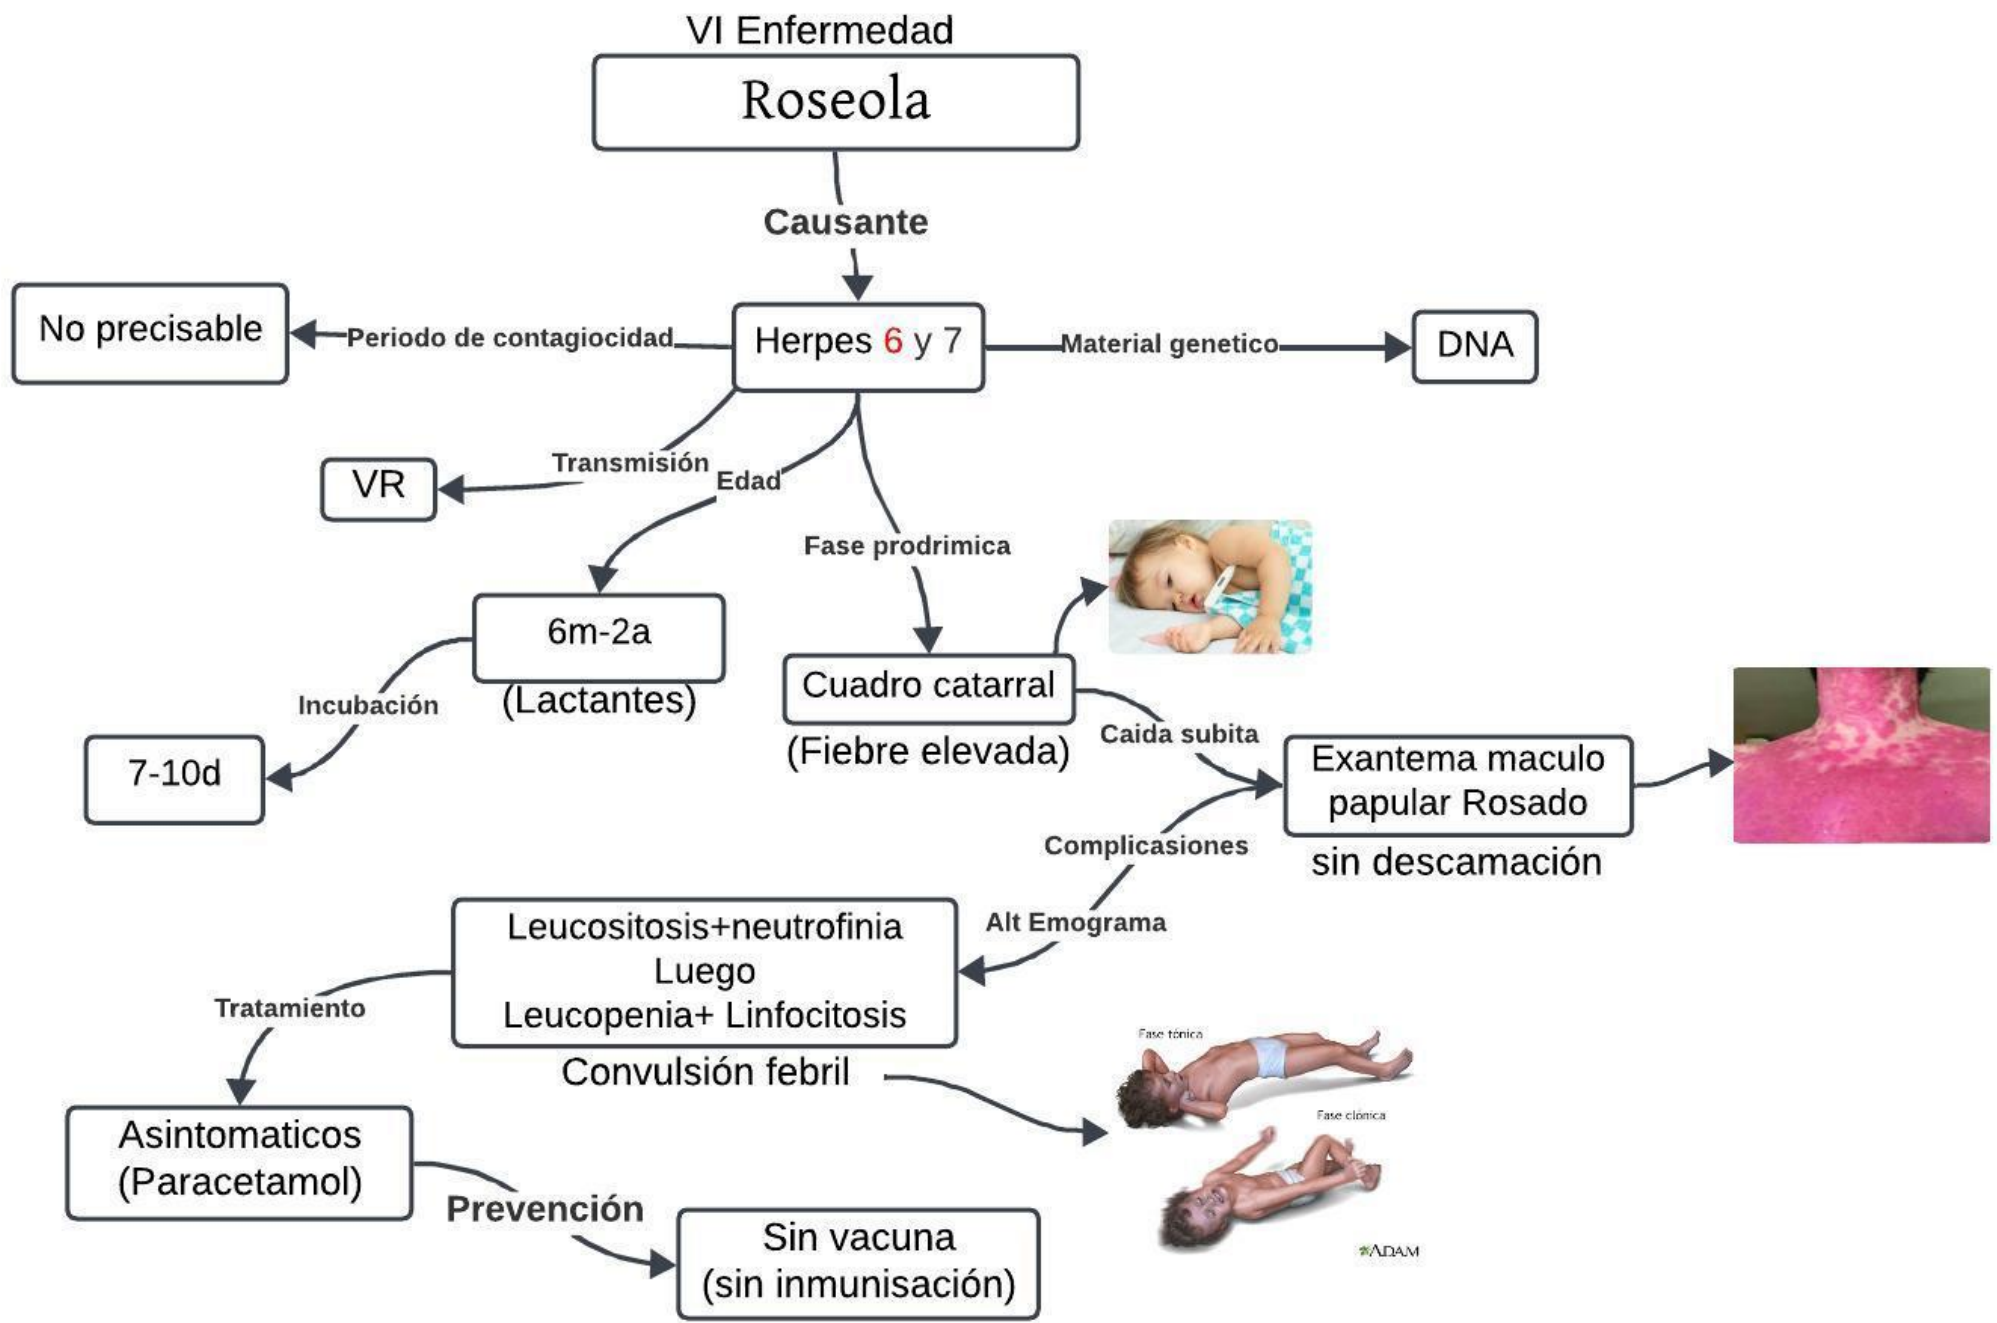 VI Enfermedad
Roseola
Causante
No precisable
Periodo de contagiocidad
Herpes 6 y 7
Material genetico
DNA
VR
Transmisión
Edad
Fase prodrimica
6m-2a
(Lactantes)
Incubación
7-10d
Cuadro catarral
(Fiebre elevada)
Caida subita
Exantema maculo
papular Rosado
sin descamación
Complicasiones
Alt Emograma
Leucositosis+neutrofinia
Luego
Leucopenia+ Linfocitosis
Convulsión febril
Tratamiento
Asintomaticos
(Paracetamol)
Prevención
Sin vacuna
(sin inmunisación)
Fase tónica
Fase clónica
ADAM